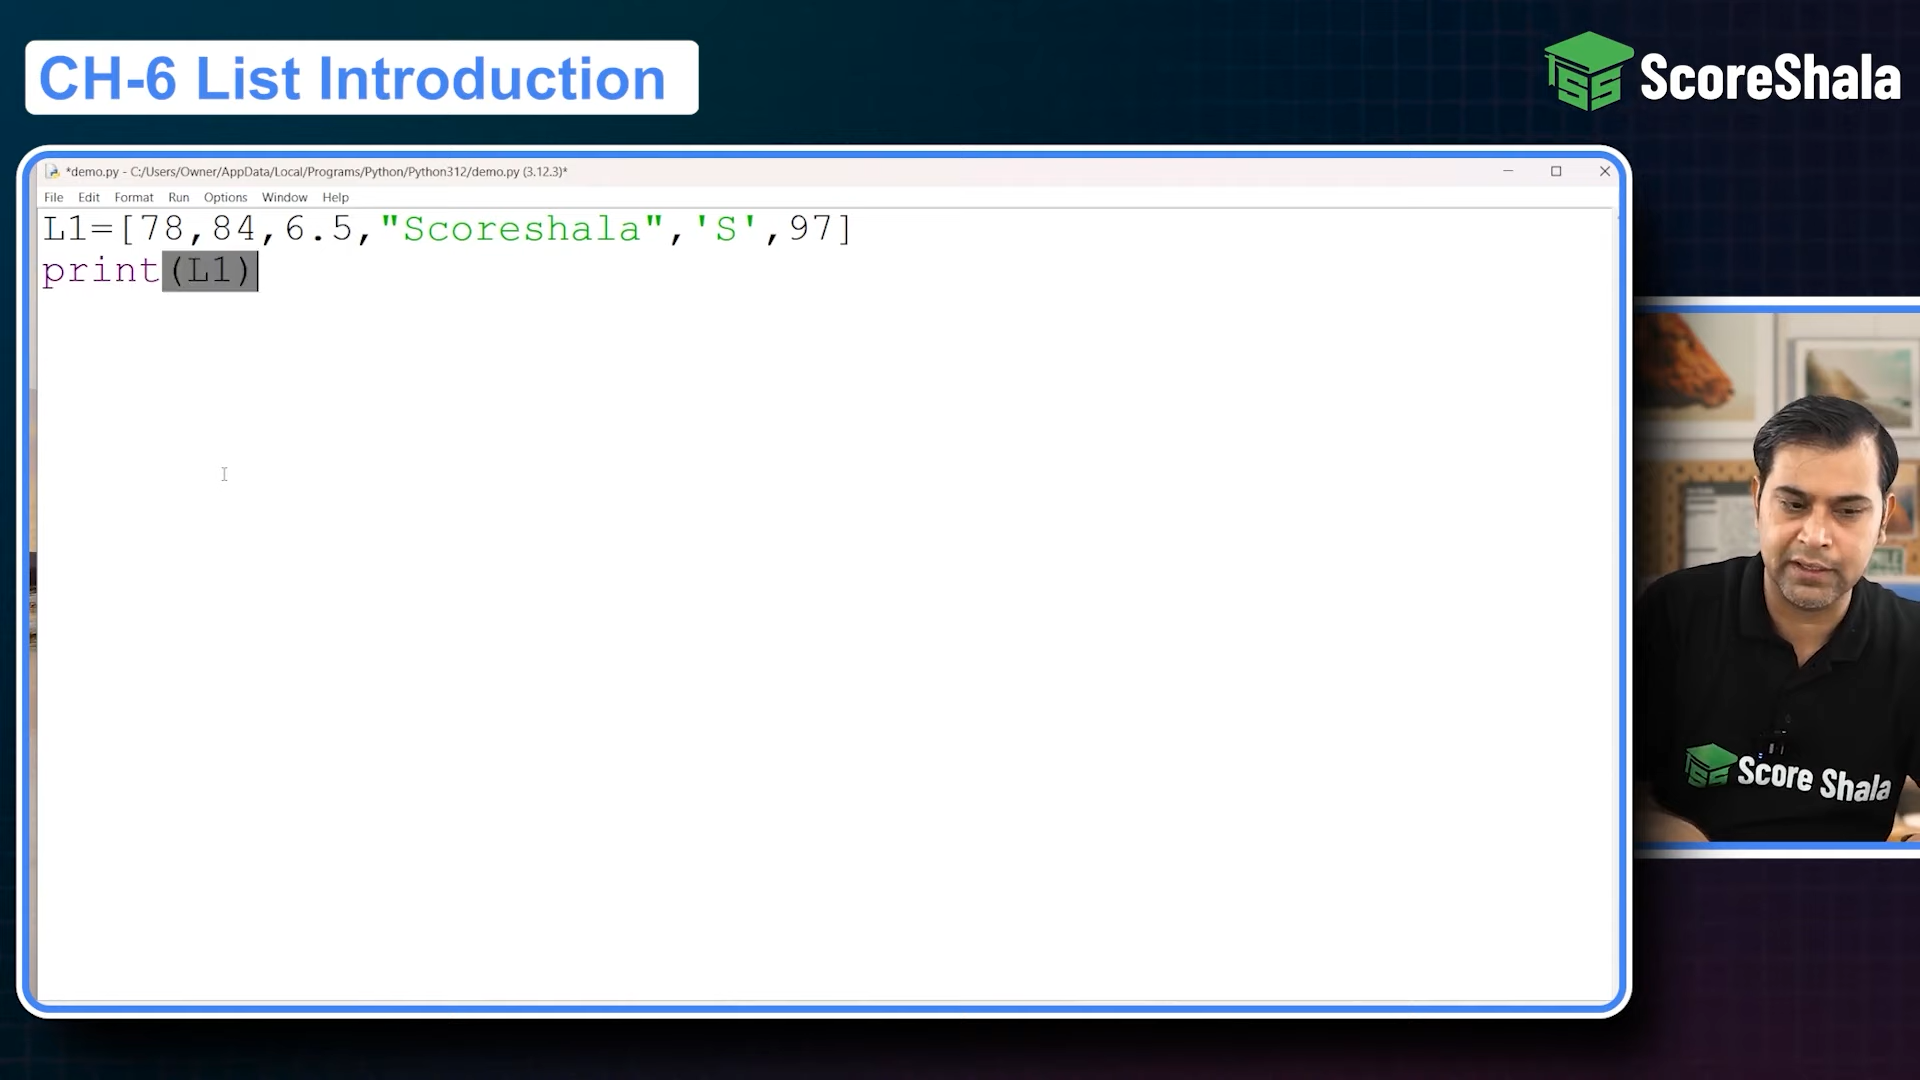 CH-6 List Introduction
ScoreShala
*demo.py - C:/Users/Owner/AppData/Local/Programs/Python/Python312/demo.py (3.12.3)*
File Edit Format Run Options Window Help
L1=[78,84,6.5,"Scoreshala",'S',97]
print(L1)
Score Shala